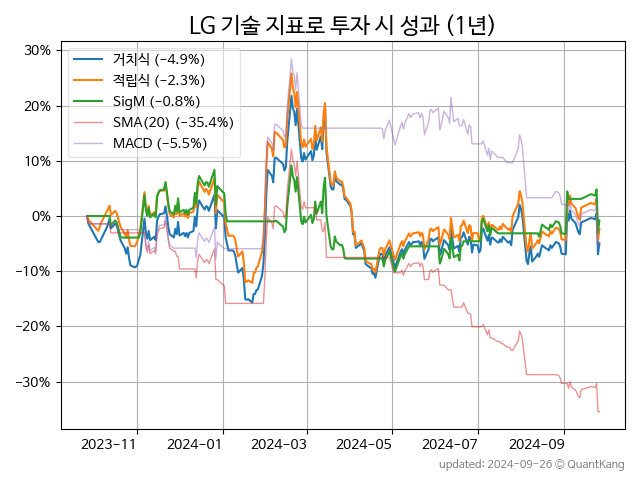 LG 기술 지표로 투자 시 성과 (1년)
30%
20%
10%
0%
−10%
−20%
−30%
거치식 (−4.9%)
적립식 (−2.3%)
SigM (−0.8%)
SMA(20) (−35.4%)
MACD (−5.5%)
2023-11
2024-01
2024-03
2024-05
2024-07
2024-09
updated: 2024-09-26 © QuantKang